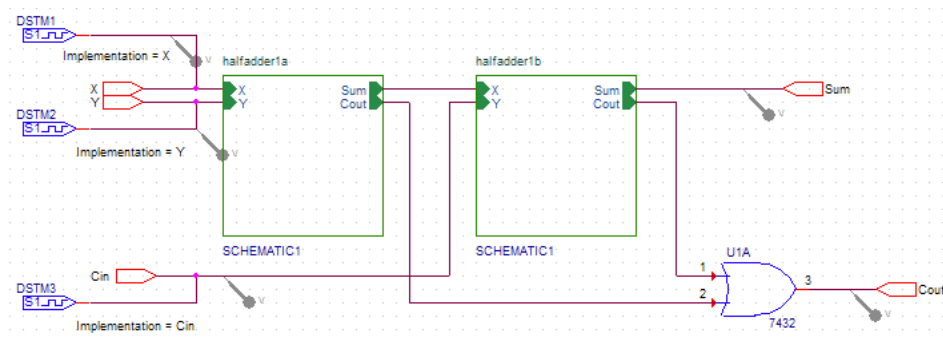 DSTM1
S1
Implementation = X
V
halfadder1a
halfadder1b
X
X
Sum
X
Sum
Sum
Y
Y
Cout
Y
Cout
V
DSTM2
S1
Implementation = Y
V
SCHEMATIC1
SCHEMATIC1
U1A
Cin
1
3
2
Cout
DSTM3
S1
V
V
7432
Implementation = Cin